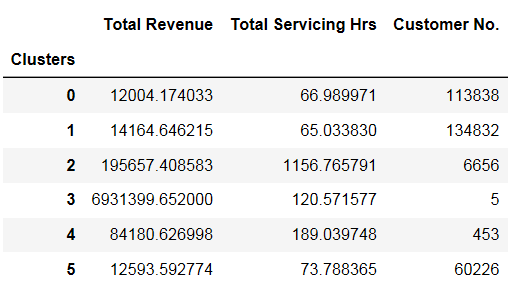 Total Revenue Total Servicing Hrs Customer No.
Clusters
0 12004.174033 66.989971 113838
1 14164.646215 65.033830 134832
2 195657.408583 1156.765791 6656
3 6931399.652000 120.571577 5
4 84180.626998 189.039748 453
5 12593.592774 73.788365 60226